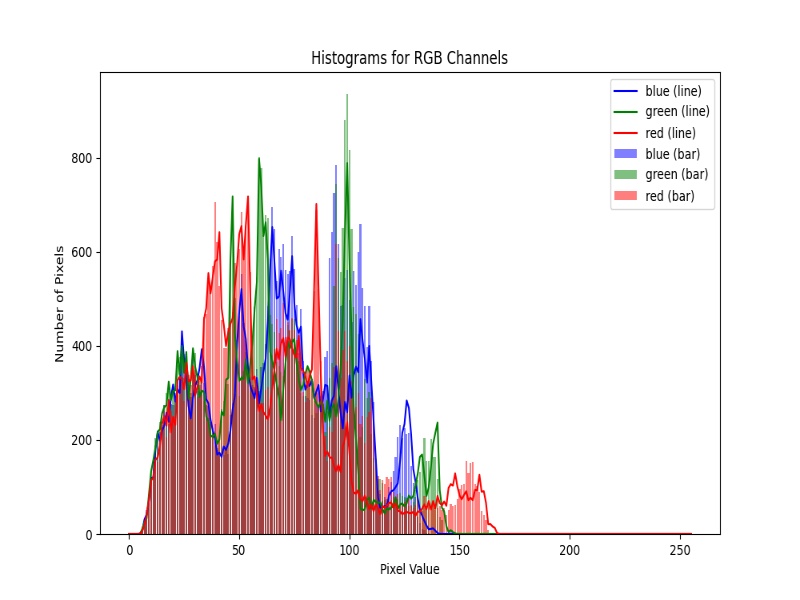 Histograms for RGB Channels
blue (line)
green (line)
red (line)
blue (bar)
green (bar)
red (bar)
Number of Pixels
800
600
400
200
0
0 50 100 150 200 250
Pixel Value